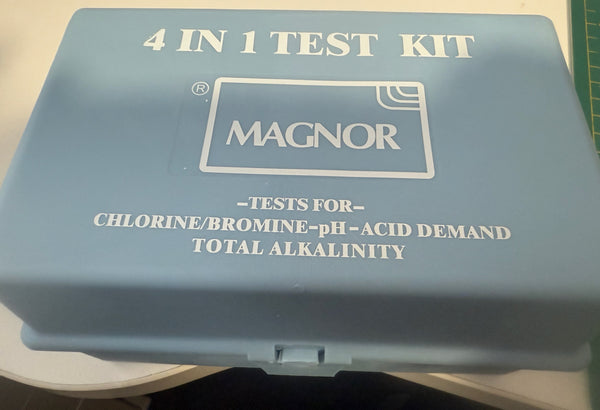 4 IN 1 TEST KIT
®
MAGNOR
-TESTS FOR-
CHLORINE/BROMINE-pH-ACID DEMAND
TOTAL ALKALINITY